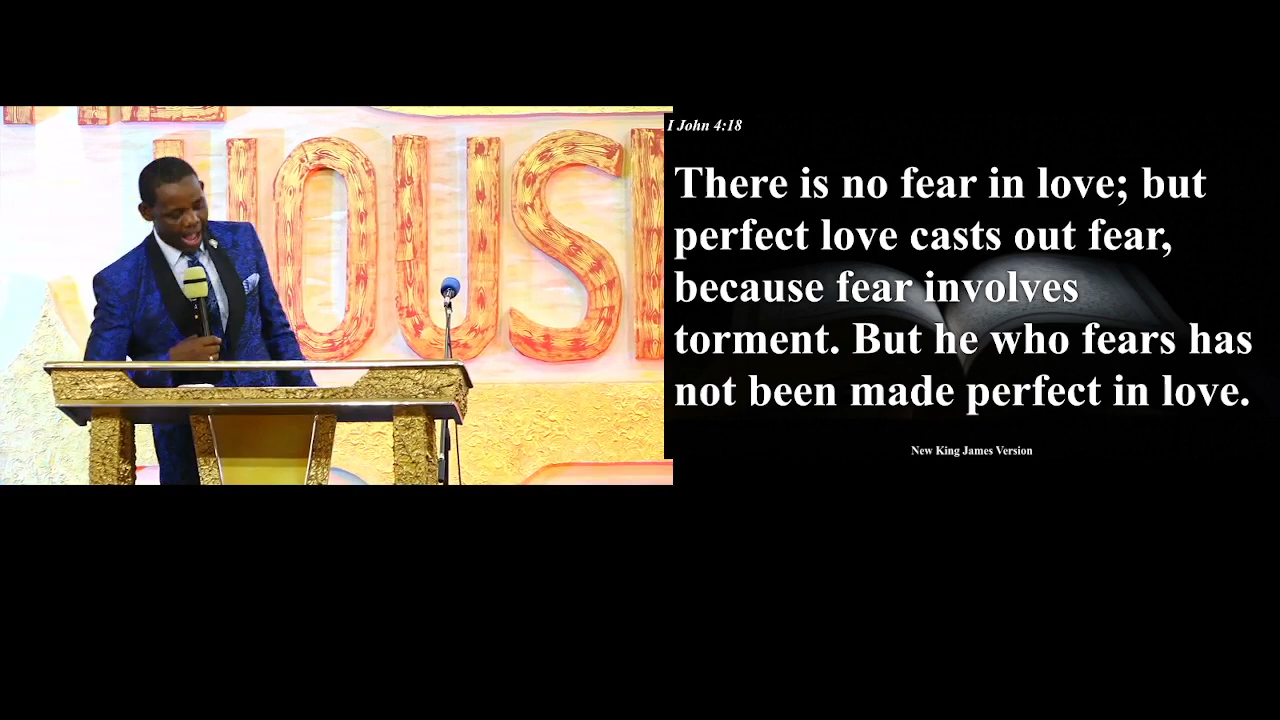 HOUS
I John 4:18
There is no fear in love; but
perfect love casts out fear,
because fear involves
torment. But he who fears has
not been made perfect in love.
New King James Version